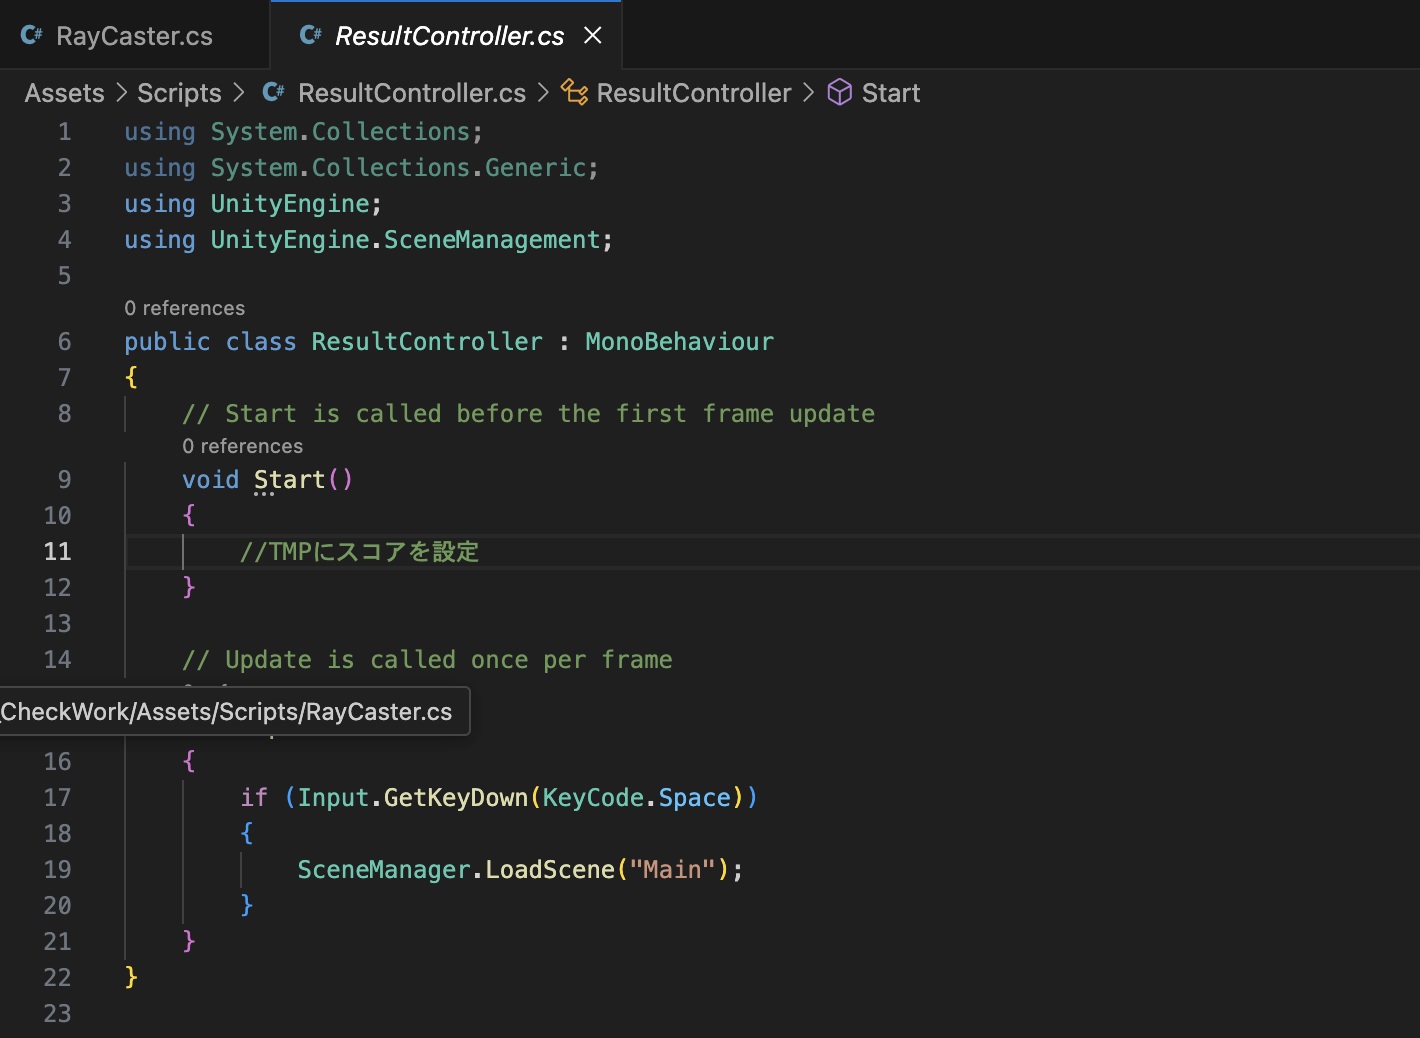 RayCaster.cs
ResultController.cs
Assets > Scripts > ResultController.cs > ResultController > Start
1 using System.Collections;
2 using System.Collections.Generic;
3 using UnityEngine;
4 using UnityEngine.SceneManagement;
5
0 references
6 public class ResultController : MonoBehaviour
7 {
8 // Start is called before the first frame update
0 references
9 void Start()
10 {
11 //TMPにスコアを設定
12 }
13
14 // Update is called once per frame
CheckWork/Assets/Scripts/RayCaster.cs
16 {
17 if (Input.GetKeyDown(KeyCode.Space))
18 {
19 SceneManager.LoadScene("Main");
20 }
21 }
22 }
23